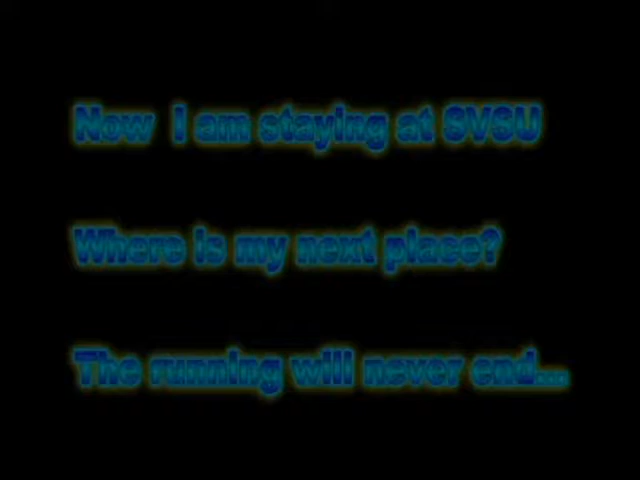 Now I am staying at SVSU
Where is my next place?
The running will never end...